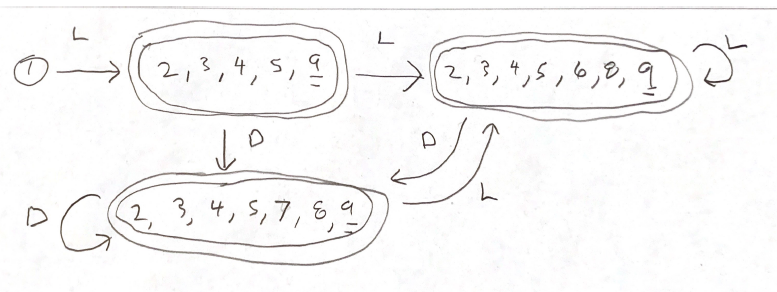 L
L
1
2, 3, 4, 5, 9
2, 3, 4, 5, 6, 8, 9
L
D
D
D
2, 3, 4, 5, 7, 8, 9
L